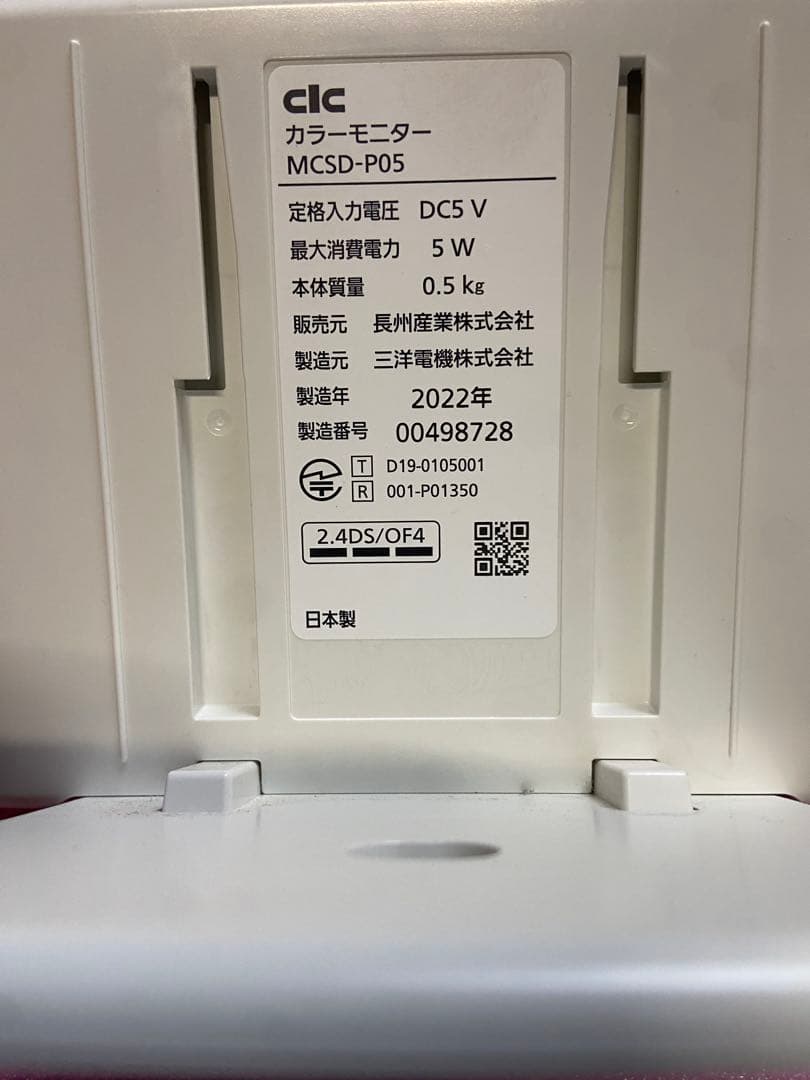 CIC
カラーモニター
MCSD-P05
定格入力電圧 DC5 V
最大消費電力 5 W
本体質量 0.5 kg
販売元 長州産業株式会社
製造元 三洋電機株式会社
製造年 2022年
製造番号 00498728
T D19-0105001
R 001-P01350
2.4DS/OF4
日本製